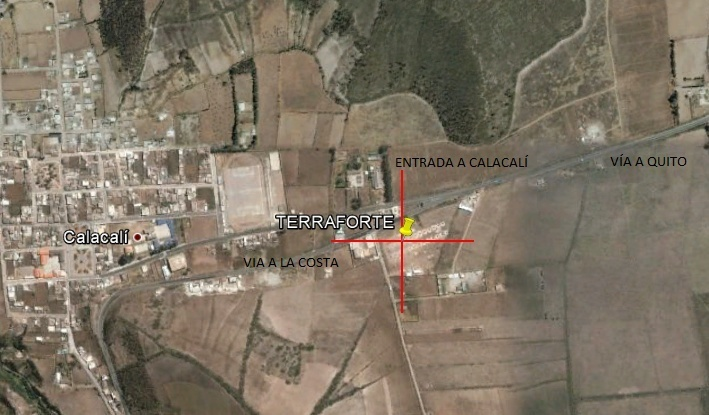 ENTRADA A CALACALÍ
VÍA A QUITO
TERRAFORTE
Calacalí
VIA A LA COSTA